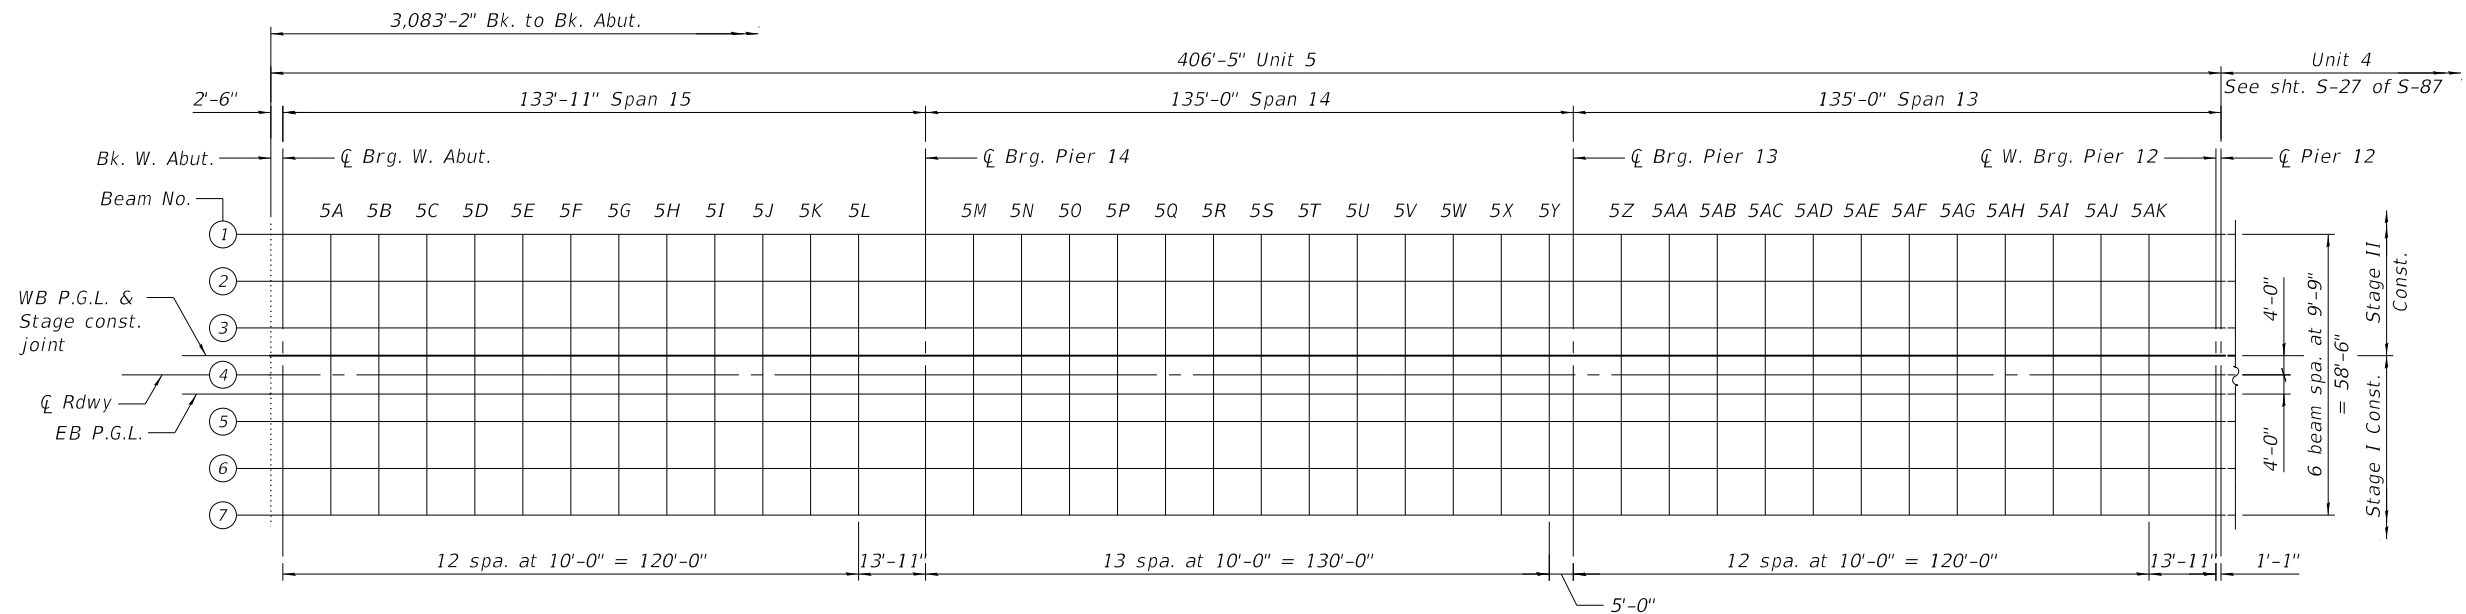 3,083'-2" Bk. to Bk. Abut.
406'-5" Unit 5
Unit 4
See sht. S-27 of S-87
2'-6"
133'-11" Span 15
135'-0" Span 14
135'-0" Span 13
Bk. W. Abut.
℄ Brg. W. Abut.
℄ Brg. Pier 14
℄ Brg. Pier 13
℄ W. Brg. Pier 12
℄ Pier 12
Beam No.
5A 5B 5C 5D 5E 5F 5G 5H 5I 5J 5K 5L 5M 5N 5O 5P 5Q 5R 5S 5T 5U 5V 5W 5X 5Y 5Z 5AA 5AB 5AC 5AD 5AE 5AF 5AG 5AH 5AI 5AJ 5AK
1
2
3
4
5
6
7
WB P.G.L. &
Stage const.
joint
℄ Rdwy
EB P.G.L.
4'-0"
4'-0"
6 beam spa. at 9'-9"
= 58'-6"
Stage II
Const.
Stage I Const.
12 spa. at 10'-0" = 120'-0"
13'-11"
13 spa. at 10'-0" = 130'-0"
5'-0"
12 spa. at 10'-0" = 120'-0"
13'-11"
1'-1"